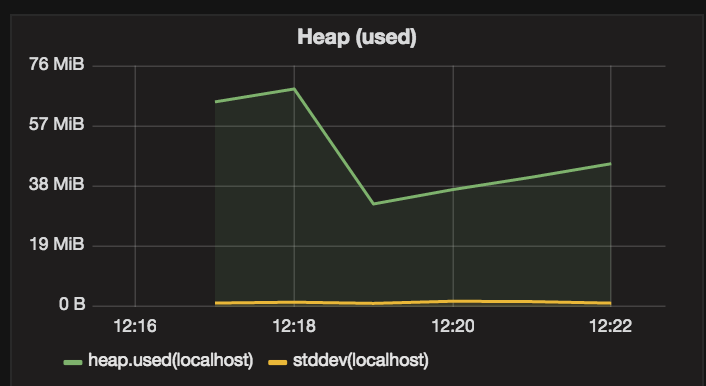 Heap (used)
76 MiB
57 MiB
38 MiB
19 MiB
0 B
12:16 12:18 12:20 12:22
heap.used(localhost) stddev(localhost)